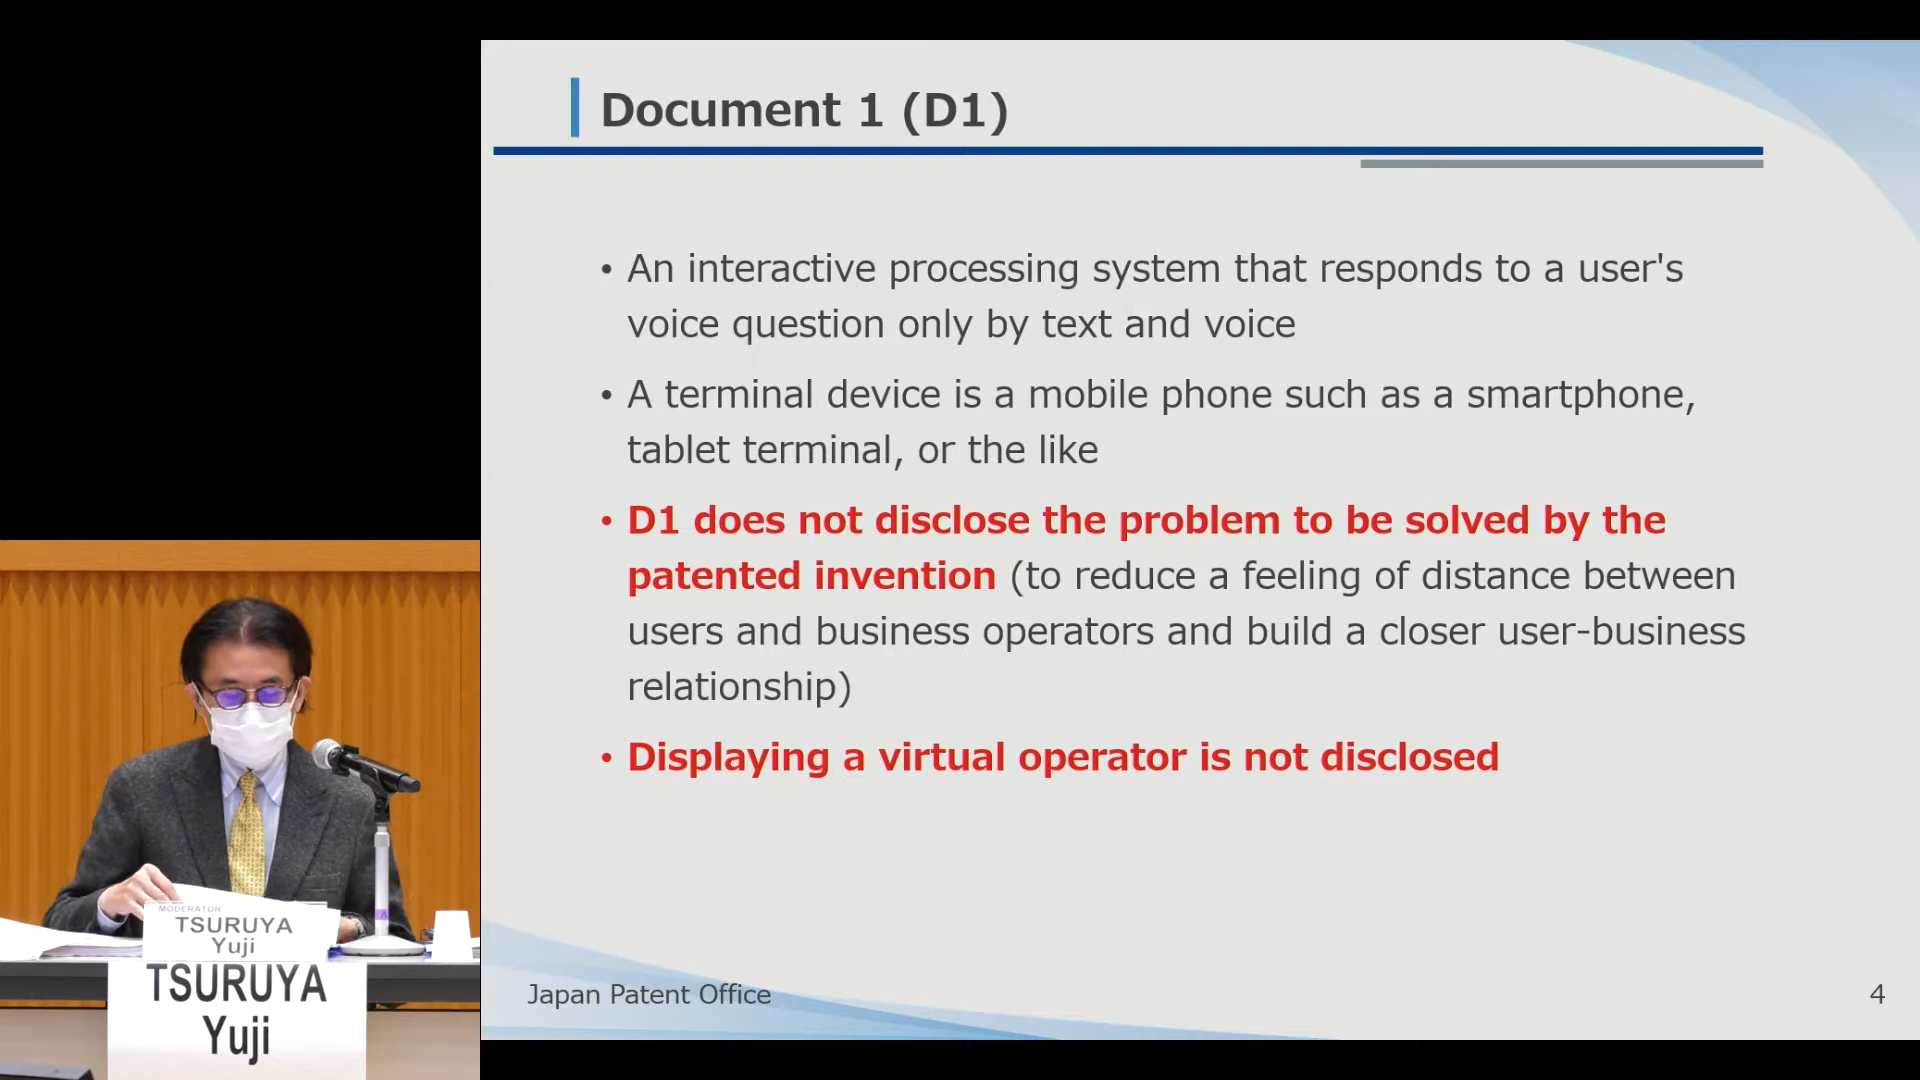 Document 1 (D1)
• An interactive processing system that responds to a user's
voice question only by text and voice
• A terminal device is a mobile phone such as a smartphone,
tablet terminal, or the like
• D1 does not disclose the problem to be solved by the
patented invention (to reduce a feeling of distance between
users and business operators and build a closer user-business
relationship)
• Displaying a virtual operator is not disclosed
Japan Patent Office
4
MODERATOR
TSURUYA
Yuji
TSURUYA
Yuji